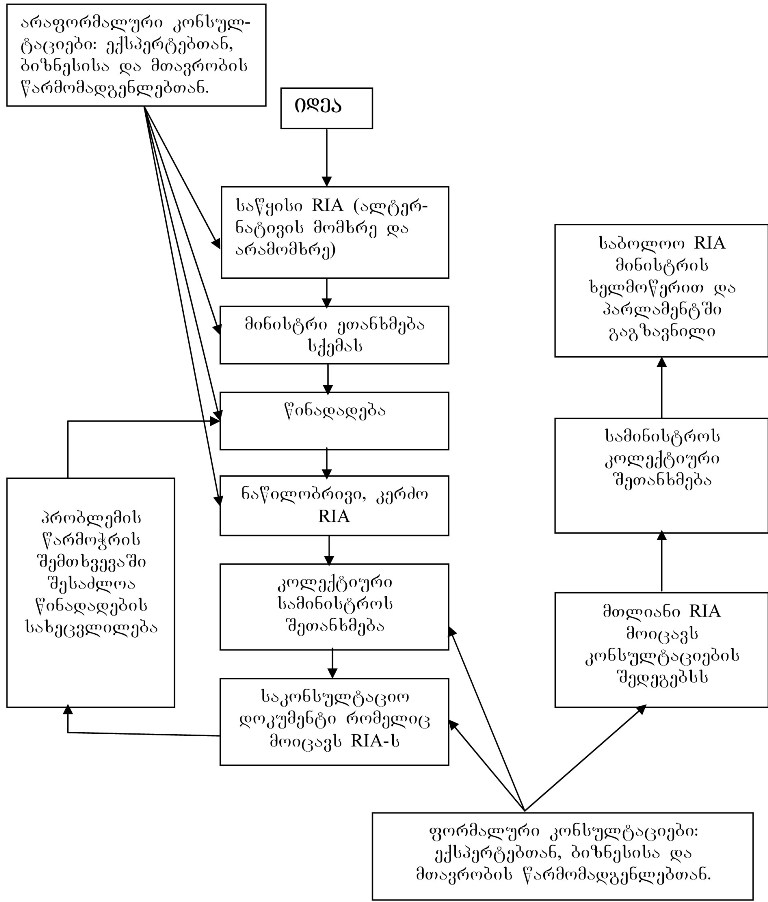 არაფორმალური კონსულ-
ტაციები: ექსპერტებთან,
ბიზნესისა და მთავრობის
წარმომადგენლებთან.
იდეა
საწყისი RIA (ალტერ-
ნატივის მომხრე და
არამომხრე)
მინისტრი ეთანხმება
სქემას
წინადადება
ნაწილობრივი, კერძო
RIA
კოლექტიური
სამინისტროს
შეთანხმება
საკონსულტაციო
დოკუმენტი რომელიც
მოიცავს RIA-ს
პრობლემის
წარმოჭრის
შემთხვევაში
შესაძლოა
წინადადების
სახეცვლილება
საბოლოო RIA
მინისტრის
ხელმოწერით და
პარლამენტში
გაგზავნილი
სამინისტროს
კოლექტიური
შეთანხმება
მთლიანი RIA
მოიცავს
კონსულტაციების
შედეგებსს
ფორმალური კონსულტაციები:
ექსპერტებთან, ბიზნესისა და
მთავრობის წარმომადგენლებთან.